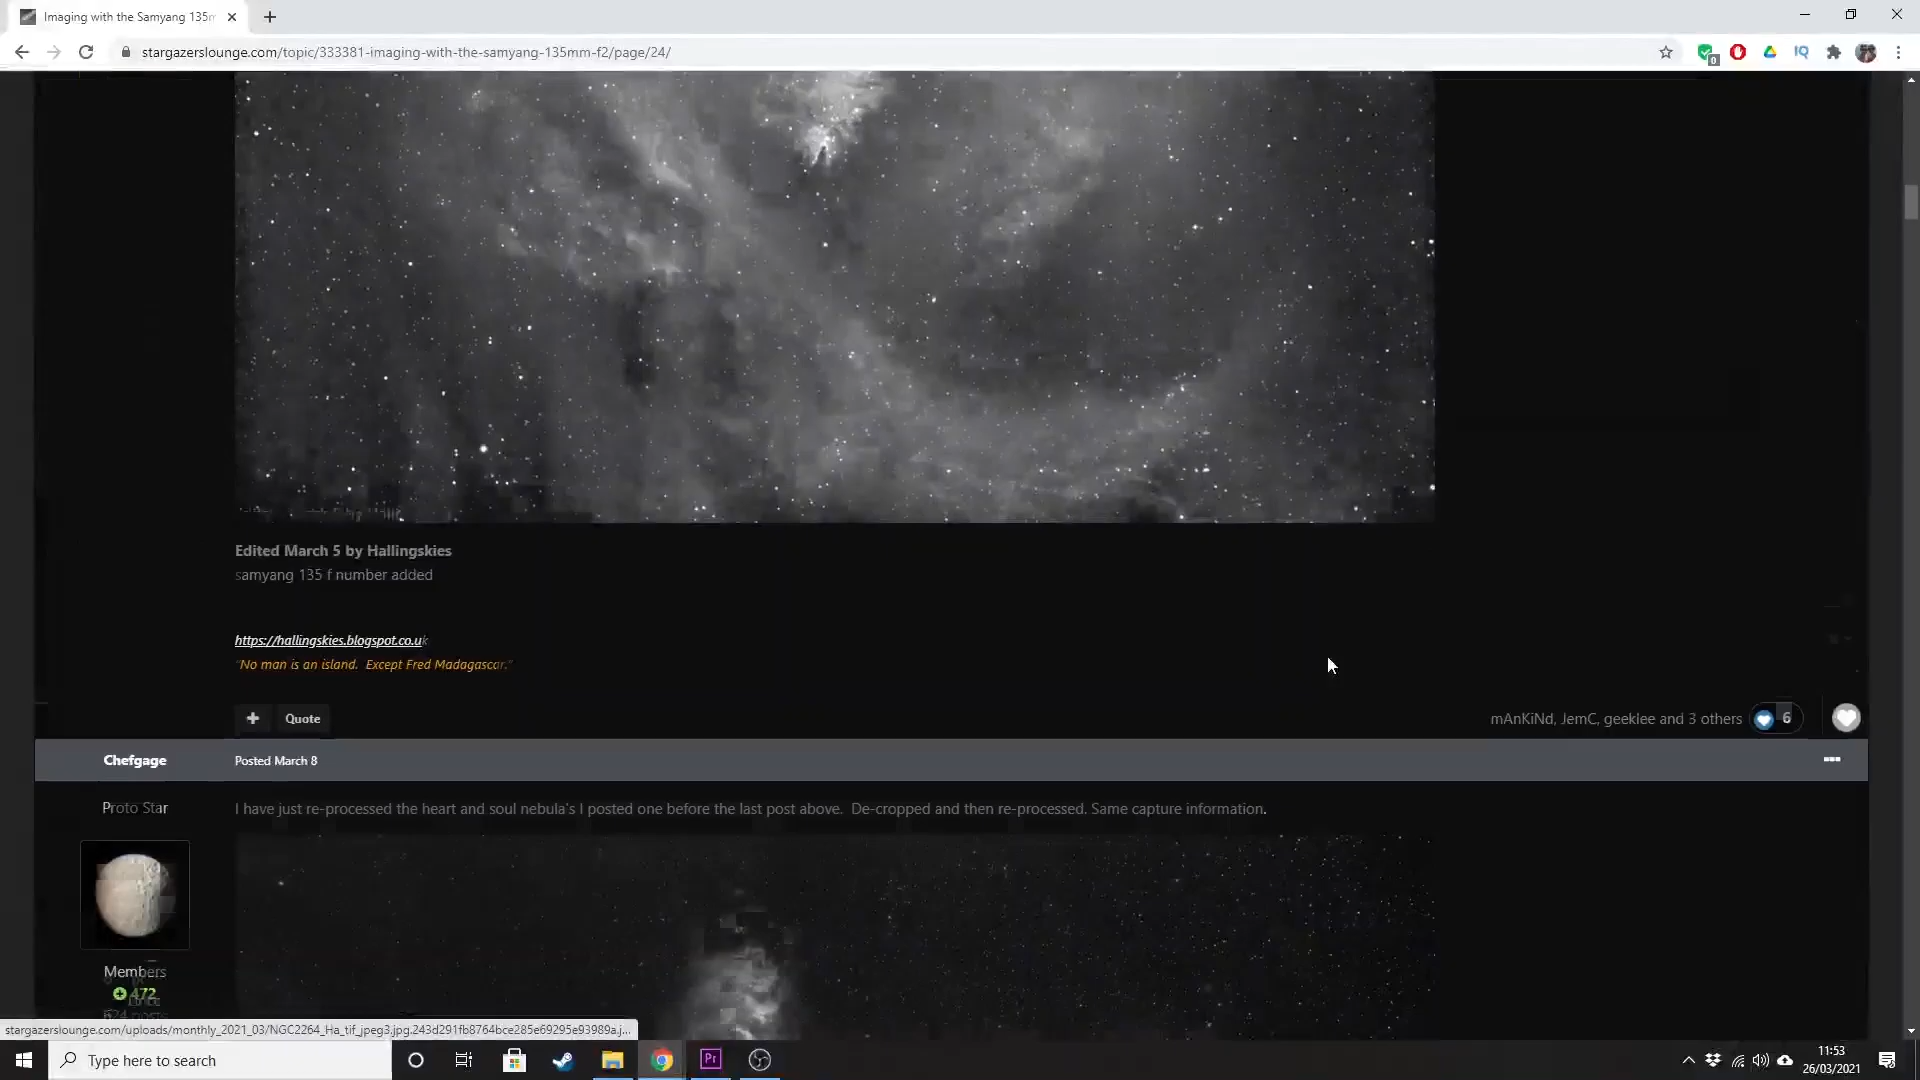 Imaging with the Samyang 135m
stargazerslounge.com/topic/333381-imaging-with-the-samyang-135mm-f2/page/24/
0
Edited March 5 by Hallingskies
samyang 135 f number added
https://hallingskies.blogspot.co.uk
"No man is an island. Except Fred Madagascar."
Quote
mAnKiNd, JemC, geeklee and 3 others
6
Chefgage
Posted March 8
Proto Star
I have just re-processed the heart and soul nebula's I posted one before the last post above. De-cropped and then re-processed. Same capture information.
Members
472
stargazerslounge.com/uploads/monthly_2021_03/NGC2264_Ha_tif_jpeg3.jpg.243d291fb8764bce285e69295e93989a.j...
Type here to search
Pr
11:53
26/03/2021